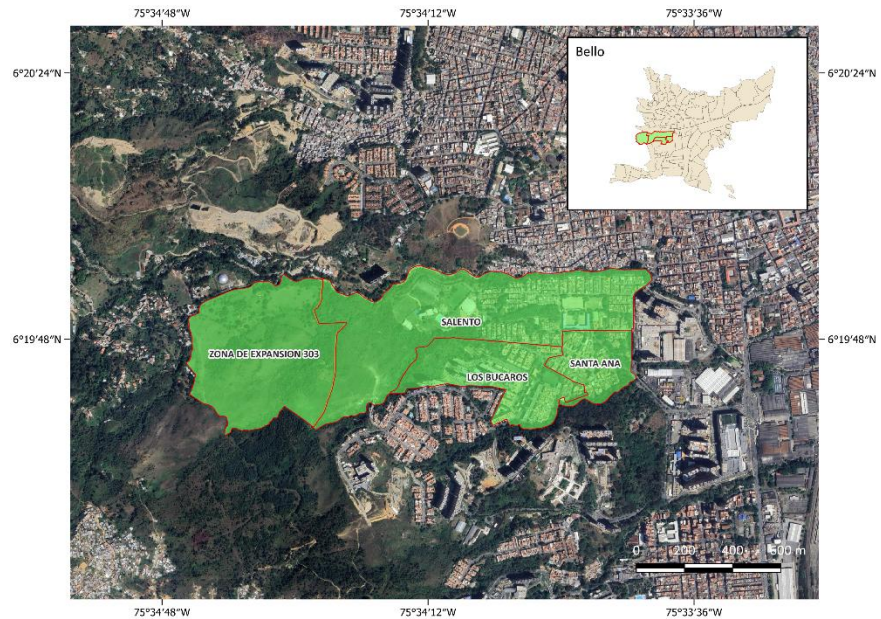 75°34′48″W 75°34′12″W 75°33′36″W
6°20′24″N 6°20′24″N
Bello
6°19′48″N 6°19′48″N
SALENTO
ZONA DE EXPANSION 303
SANTA ANA
LOS BUCAROS
0 200 400 600 m
75°34′48″W 75°34′12″W 75°33′36″W